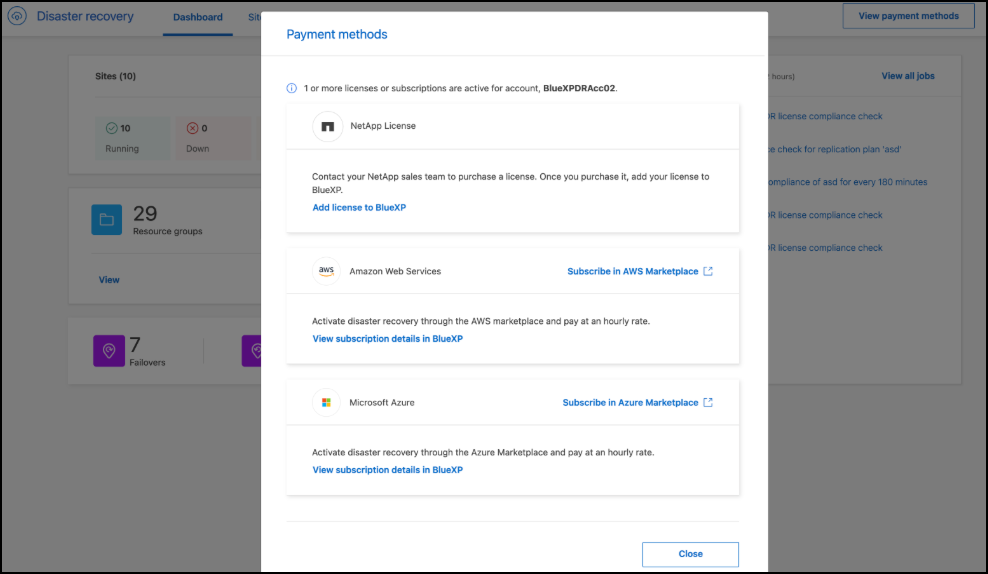 Disaster recovery
Dashboard
View payment methods
Payment methods
1 or more licenses or subscriptions are active for account, BlueXPDRAcc02.
NetApp License
Contact your NetApp sales team to purchase a license. Once you purchase it, add your license to
BlueXP.
Add license to BlueXP
aws
Amazon Web Services
Subscribe in AWS Marketplace
Activate disaster recovery through the AWS marketplace and pay at an hourly rate.
View subscription details in BlueXP
Microsoft Azure
Subscribe in Azure Marketplace
Activate disaster recovery through the Azure Marketplace and pay at an hourly rate.
View subscription details in BlueXP
Close
Sites (10)
10
Running
0
Down
29
Resource groups
View
7
Failovers
hours)
View all jobs
license compliance check
check for replication plan 'asd'
of asd for every 180 minutes
license compliance check
license compliance check